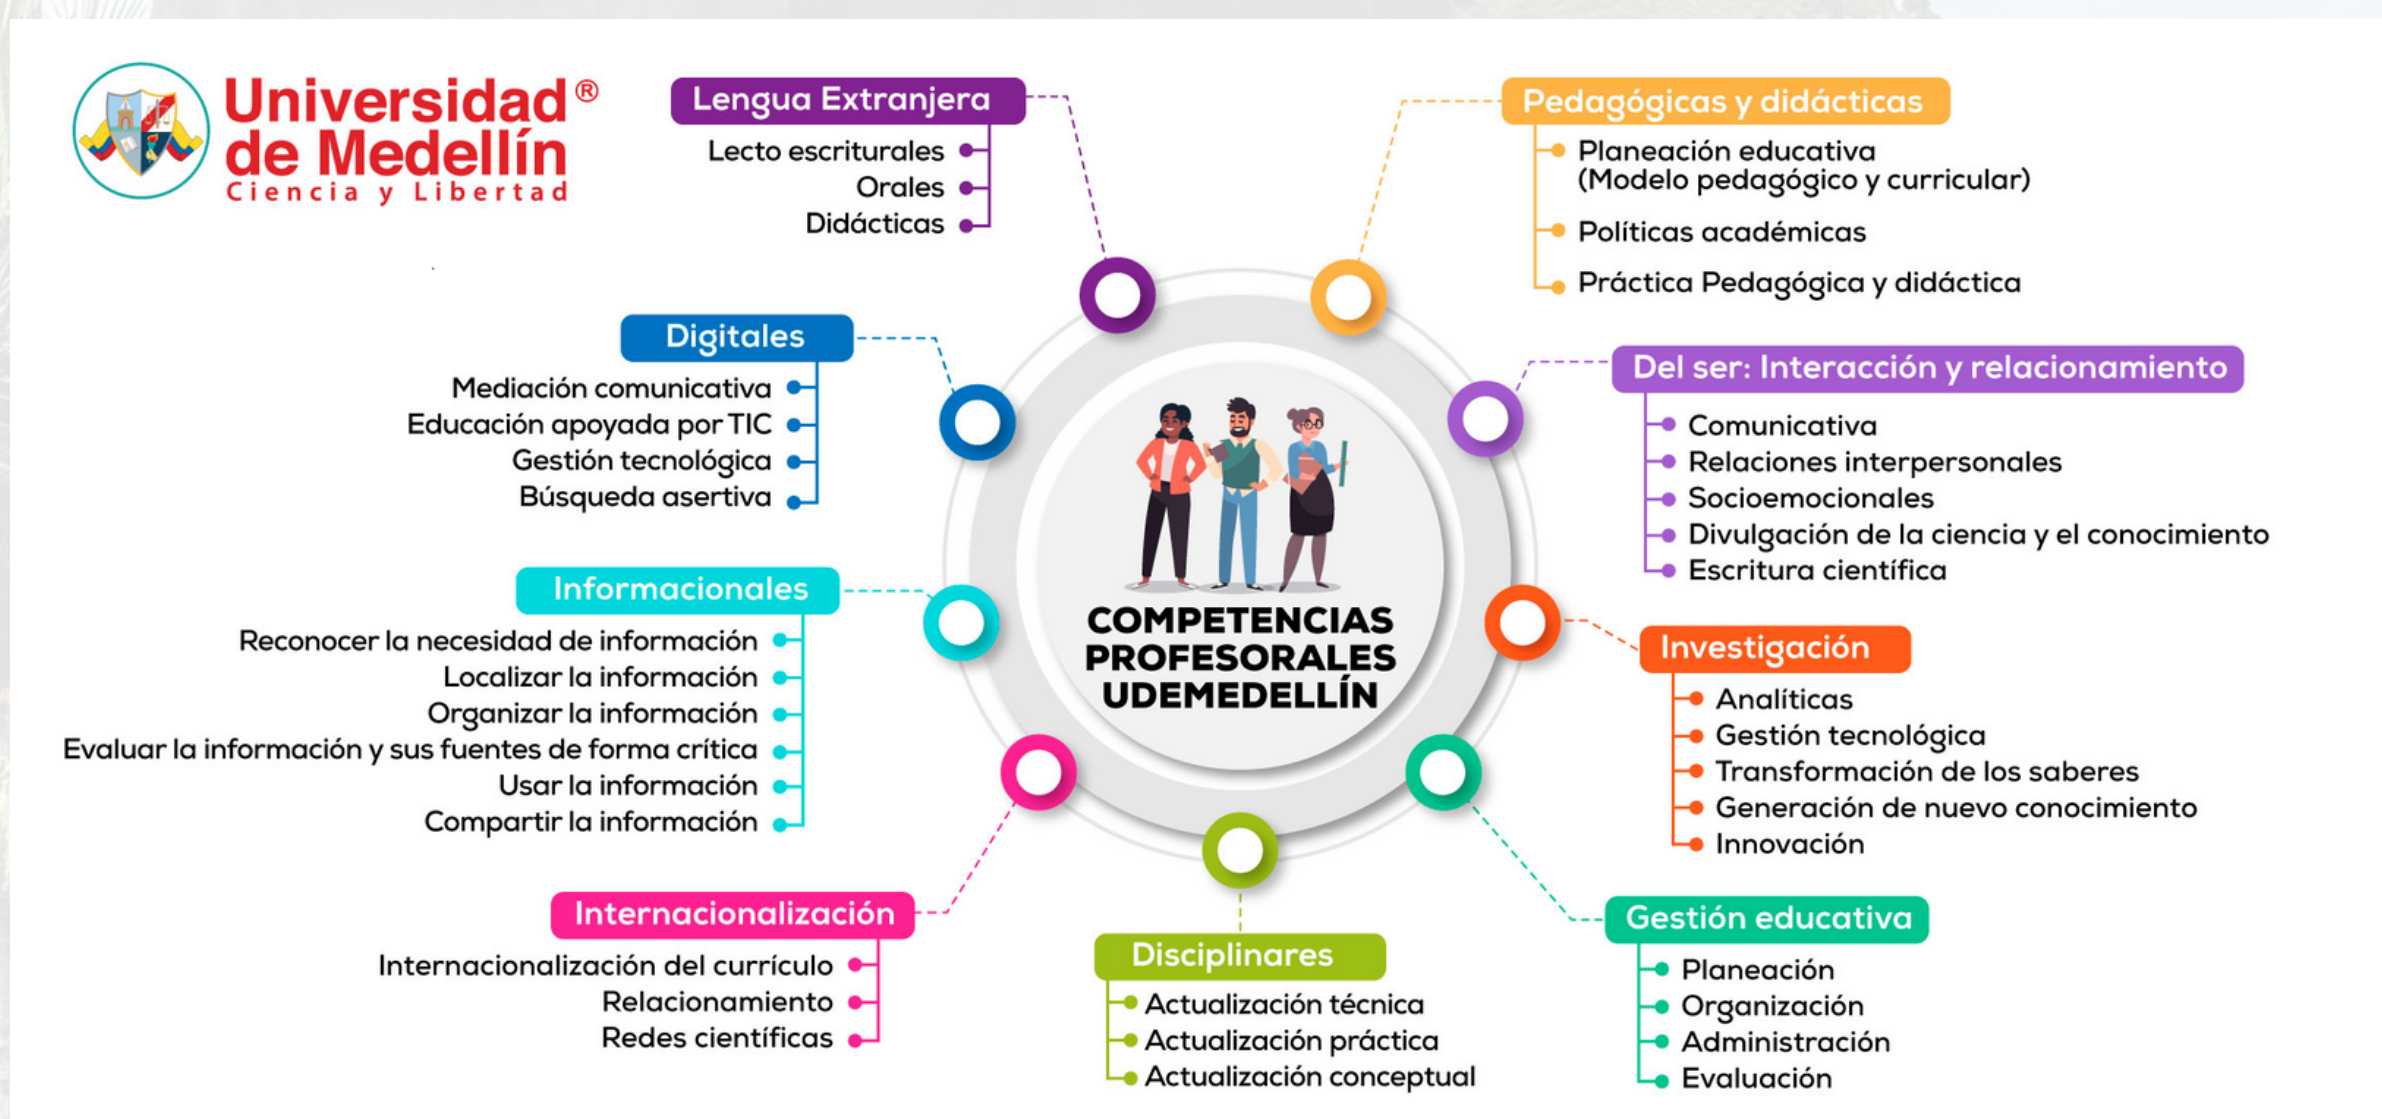 Universidad®
de Medellín
Ciencia y Libertad
Lengua Extranjera
Lecto escriturales
Orales
Didácticas
Digitales
Mediación comunicativa
Educación apoyada por TIC
Gestión tecnológica
Búsqueda asertiva
Informacionales
Reconocer la necesidad de información
Localizar la información
Organizar la información
Evaluar la información y sus fuentes de forma crítica
Usar la información
Compartir la información
Internacionalización
Internacionalización del currículo
Relacionamiento
Redes científicas
COMPETENCIAS
PROFESORALES
UDEMEDELLÍN
Disciplinares
Actualización técnica
Actualización práctica
Actualización conceptual
Pedagógicas y didácticas
Planeación educativa
(Modelo pedagógico y curricular)
Políticas académicas
Práctica Pedagógica y didáctica
Del ser: Interacción y relacionamiento
Comunicativa
Relaciones interpersonales
Socioemocionales
Divulgación de la ciencia y el conocimiento
Escritura científica
Investigación
Analíticas
Gestión tecnológica
Transformación de los saberes
Generación de nuevo conocimiento
Innovación
Gestión educativa
Planeación
Organización
Administración
Evaluación